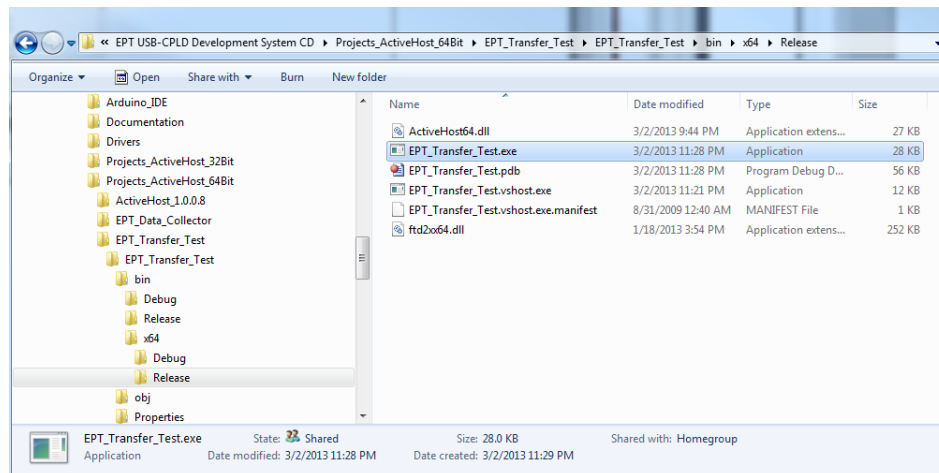 « EPT USB-CPLD Development System CD ▸ Projects_ActiveHost_64Bit ▸ EPT_Transfer_Test ▸ EPT_Transfer_Test ▸ bin ▸ x64 ▸ Release
Organize Open Share with Burn New folder
Arduino_IDE
Documentation
Drivers
Projects_ActiveHost_32Bit
Projects_ActiveHost_64Bit
ActiveHost_1.0.0.8
EPT_Data_Collector
EPT_Transfer_Test
EPT_Transfer_Test
bin
Debug
Release
x64
Debug
Release
obj
Properties
Name Date modified Type Size
ActiveHost64.dll 3/2/2013 9:44 PM Application extens... 27 KB
EPT_Transfer_Test.exe 3/2/2013 11:28 PM Application 28 KB
EPT_Transfer_Test.pdb 3/2/2013 11:28 PM Program Debug D... 56 KB
EPT_Transfer_Test.vshost.exe 3/2/2013 11:21 PM Application 12 KB
EPT_Transfer_Test.vshost.exe.manifest 8/31/2009 12:40 AM MANIFEST File 1 KB
ftd2xx64.dll 1/18/2013 3:54 PM Application extens... 252 KB
EPT_Transfer_Test.exe State: Shared Size: 28.0 KB Shared with: Homegroup
Application Date modified: 3/2/2013 11:28 PM Date created: 3/2/2013 11:29 PM